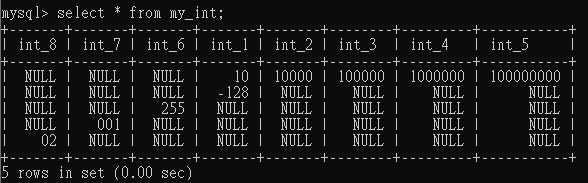 mysql> select * from my_int;
+-------+-------+-------+-------+-------+--------+---------+-----------+
| int_8 | int_7 | int_6 | int_1 | int_2 | int_3  | int_4   | int_5     |
+-------+-------+-------+-------+-------+--------+---------+-----------+
|  NULL |  NULL |  NULL |    10 | 10000 | 100000 | 1000000 | 100000000 |
|  NULL |  NULL |  NULL |  -128 |  NULL |   NULL |    NULL |      NULL |
|  NULL |  NULL |   255 |  NULL |  NULL |   NULL |    NULL |      NULL |
|  NULL |   001 |  NULL |  NULL |  NULL |   NULL |    NULL |      NULL |
|    02 |  NULL |  NULL |  NULL |  NULL |   NULL |    NULL |      NULL |
+-------+-------+-------+-------+-------+--------+---------+-----------+
5 rows in set (0.00 sec)